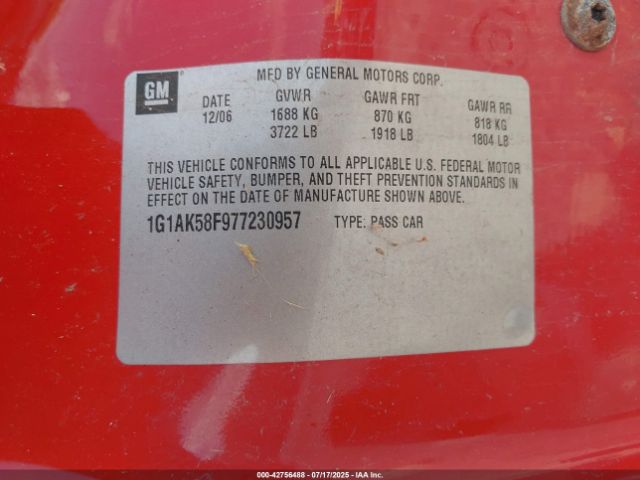 GM
MFD BY GENERAL MOTORS CORP.
DATE GVWR GAWR FRT GAWR RR
12/06 1688 KG 870 KG 818 KG
3722 LB 1918 LB 1804 LB
THIS VEHICLE CONFORMS TO ALL APPLICABLE U.S. FEDERAL MOTOR
VEHICLE SAFETY, BUMPER, AND THEFT PREVENTION STANDARDS IN
EFFECT ON THE DATE OF MANUFACTURE SHOWN ABOVE.
1G1AK58F977230957 TYPE: PASS CAR
000-42756488 - 07/17/2025 - IAA Inc.